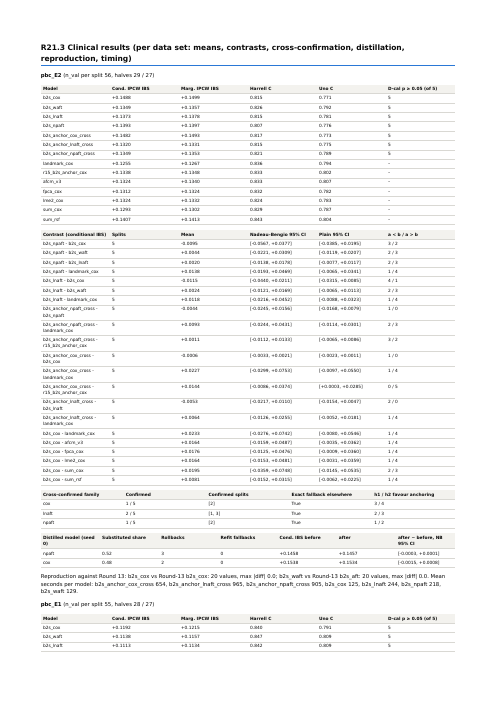 R21.3 Clinical results (per data set: means, contrasts, cross-confirmation, distillation,
reproduction, timing)
pbc_E2 (n_val per split 56, halves 29 / 27)
Model Cond. IPCW IBS Marg. IPCW IBS Harrell C Uno C D-cal p ≥ 0.05 (of 5)
b2s_cox +0.1488 +0.1499 0.815 0.771 5
b2s_waft +0.1349 +0.1357 0.826 0.792 5
b2s_lnaft +0.1373 +0.1378 0.815 0.781 5
b2s_npaft +0.1393 +0.1397 0.807 0.776 5
b2s_anchor_cox_cross +0.1482 +0.1493 0.817 0.773 5
b2s_anchor_lnaft_cross +0.1320 +0.1331 0.815 0.775 5
b2s_anchor_npaft_cross +0.1349 +0.1353 0.821 0.789 5
landmark_cox +0.1255 +0.1267 0.836 0.794 –
r15_b2s_anchor_cox +0.1338 +0.1348 0.833 0.802 –
afcrm_v3 +0.1324 +0.1340 0.833 0.807 –
fpca_cox +0.1312 +0.1324 0.832 0.782 –
lme2_cox +0.1324 +0.1332 0.824 0.783 –
sum_cox +0.1293 +0.1302 0.829 0.787 –
sum_rsf +0.1407 +0.1413 0.843 0.804 –
Contrast (conditional IBS) Splits Mean Nadeau-Bengio 95% CI Plain 95% CI a < b / a > b
b2s_npaft - b2s_cox 5 -0.0095 [-0.0567, +0.0377] [-0.0385, +0.0195] 3 / 2
b2s_npaft - b2s_waft 5 +0.0044 [-0.0221, +0.0309] [-0.0119, +0.0207] 2 / 3
b2s_npaft - b2s_lnaft 5 +0.0020 [-0.0138, +0.0178] [-0.0077, +0.0117] 2 / 3
b2s_npaft - landmark_cox 5 +0.0138 [-0.0193, +0.0469] [-0.0065, +0.0341] 1 / 4
b2s_lnaft - b2s_cox 5 -0.0115 [-0.0440, +0.0211] [-0.0315, +0.0085] 4 / 1
b2s_lnaft - b2s_waft 5 +0.0024 [-0.0121, +0.0169] [-0.0065, +0.0113] 2 / 3
b2s_lnaft - landmark_cox 5 +0.0118 [-0.0216, +0.0452] [-0.0088, +0.0323] 1 / 4
b2s_anchor_npaft_cross - 5 -0.0044 [-0.0245, +0.0156] [-0.0168, +0.0079] 1 / 0
b2s_npaft
b2s_anchor_npaft_cross - 5 +0.0093 [-0.0244, +0.0431] [-0.0114, +0.0301] 2 / 3
landmark_cox
b2s_anchor_npaft_cross - 5 +0.0011 [-0.0112, +0.0133] [-0.0065, +0.0086] 3 / 2
r15_b2s_anchor_cox
b2s_anchor_cox_cross - 5 -0.0006 [-0.0033, +0.0021] [-0.0023, +0.0011] 1 / 0
b2s_cox
b2s_anchor_cox_cross - 5 +0.0227 [-0.0299, +0.0753] [-0.0097, +0.0550] 1 / 4
landmark_cox
b2s_anchor_cox_cross - 5 +0.0144 [-0.0086, +0.0374] [+0.0003, +0.0285] 0 / 5
r15_b2s_anchor_cox
b2s_anchor_lnaft_cross - 5 -0.0053 [-0.0217, +0.0110] [-0.0154, +0.0047] 2 / 0
b2s_lnaft
b2s_anchor_lnaft_cross - 5 +0.0064 [-0.0126, +0.0255] [-0.0052, +0.0181] 1 / 4
landmark_cox
b2s_cox - landmark_cox 5 +0.0233 [-0.0276, +0.0742] [-0.0080, +0.0546] 1 / 4
b2s_cox - afcrm_v3 5 +0.0164 [-0.0159, +0.0487] [-0.0035, +0.0362] 1 / 4
b2s_cox - fpca_cox 5 +0.0176 [-0.0125, +0.0476] [-0.0009, +0.0360] 1 / 4
b2s_cox - lme2_cox 5 +0.0164 [-0.0153, +0.0481] [-0.0031, +0.0359] 1 / 4
b2s_cox - sum_cox 5 +0.0195 [-0.0359, +0.0748] [-0.0145, +0.0535] 2 / 3
b2s_cox - sum_rsf 5 +0.0081 [-0.0152, +0.0315] [-0.0062, +0.0225] 1 / 4
Cross-confirmed family Confirmed Confirmed splits Exact fallback elsewhere h1 / h2 favour anchoring
cox 1 / 5 [2] True 3 / 4
lnaft 2 / 5 [1, 3] True 2 / 3
npaft 1 / 5 [2] True 1 / 2
Distilled model (seed Substituted share Rollbacks Refit fallback Cond. IBS before after after − before, NB
0) 95% CI
npaft 0.52 3 0 +0.1458 +0.1457 [-0.0003, +0.0001]
cox 0.48 2 0 +0.1538 +0.1534 [-0.0015, +0.0008]
Reproduction against Round 13: b2s_cox vs Round-13 b2s_cox: 20 values, max |diff| 0.0; b2s_waft vs Round-13 b2s_aft: 20 values, max |diff| 0.0. Mean
seconds per model: b2s_anchor_cox_cross 654, b2s_anchor_lnaft_cross 965, b2s_anchor_npaft_cross 905, b2s_cox 125, b2s_lnaft 244, b2s_npaft 218,
b2s_waft 129.
pbc_E1 (n_val per split 55, halves 28 / 27)
Model Cond. IPCW IBS Marg. IPCW IBS Harrell C Uno C D-cal p ≥ 0.05 (of 5)
b2s_cox +0.1192 +0.1215 0.840 0.791 5
b2s_waft +0.1138 +0.1157 0.847 0.809 5
b2s_lnaft +0.1113 +0.1134 0.842 0.809 5